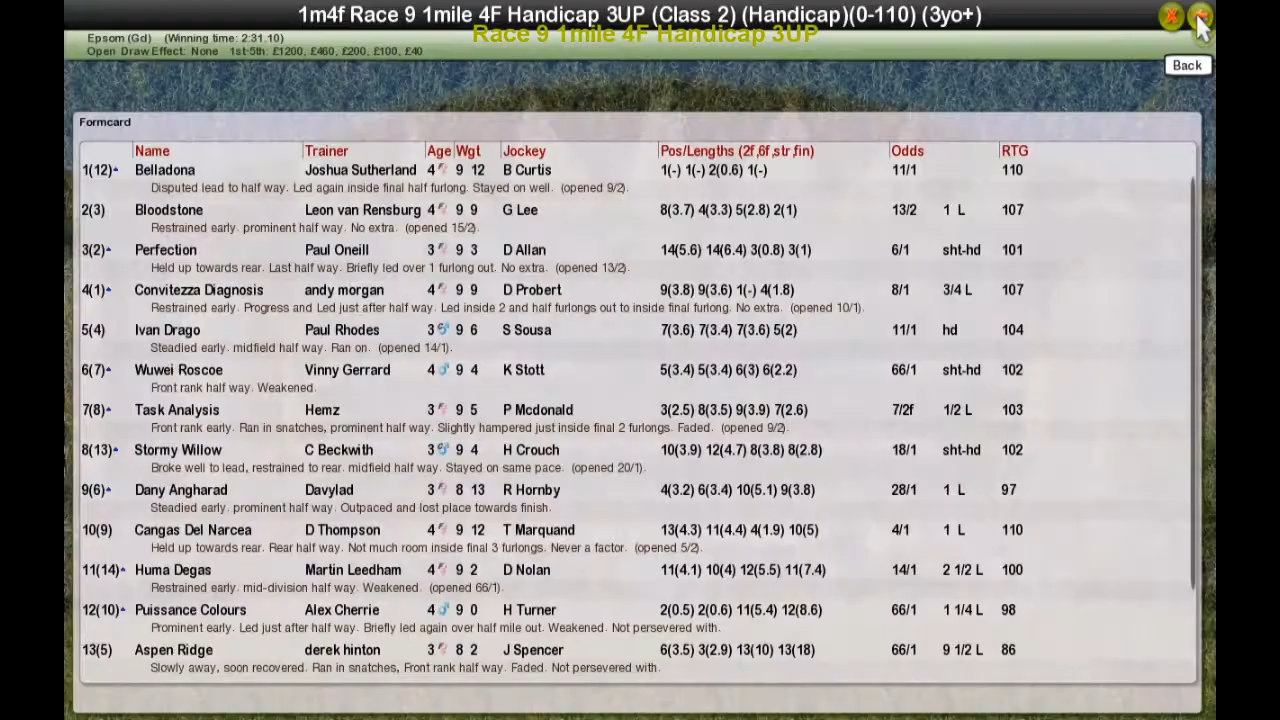 1m4f Race 9 1mile 4F Handicap 3UP (Class 2) (Handicap)(0-110) (3yo+)
Race 9 1mile 4F Handicap 3UP
Epsom (Gd) (Winning time: 2:31.10)
Open Draw Effect: None 1st-5th: £1200, £460, £200, £100, £40
Back
Formcard
Name Trainer Age Wgt Jockey Pos/Lengths (2f,6f,str,fin) Odds RTG
1(12) Belladona Joshua Sutherland 4 9 12 B Curtis 1(-) 1(-) 2(0.6) 1(-) 11/1 110
Disputed lead to half way. Led again inside final half furlong. Stayed on well. (opened 9/2).
2(3) Bloodstone Leon van Rensburg 4 9 9 G Lee 8(3.7) 4(3.3) 5(2.8) 2(1) 13/2 1 L 107
Restrained early. prominent half way. No extra. (opened 15/2).
3(2) Perfection Paul Oneill 3 9 3 D Allan 14(5.6) 14(6.4) 3(0.8) 3(1) 6/1 sht-hd 101
Held up towards rear. Last half way. Briefly led over 1 furlong out. No extra. (opened 13/2).
4(1) Convitezza Diagnosis andy morgan 4 9 9 D Probert 9(3.8) 9(3.6) 1(-) 4(1.8) 8/1 3/4 L 107
Restrained early. Progress and Led just after half way. Led inside 2 and half furlongs out to inside final furlong. No extra. (opened 10/1).
5(4) Ivan Drago Paul Rhodes 3 9 6 S Sousa 7(3.6) 7(3.4) 7(3.6) 5(2) 11/1 hd 104
Steadied early. midfield half way. Ran on. (opened 14/1).
6(7) Wuwei Roscoe Vinny Gerrard 4 9 4 K Stott 5(3.4) 5(3.4) 6(3) 6(2.2) 66/1 sht-hd 102
Front rank half way. Weakened.
7(8) Task Analysis Hemz 3 9 5 P Mcdonald 3(2.5) 8(3.5) 9(3.9) 7(2.6) 7/2f 1/2 L 103
Front rank early. Ran in snatches, prominent half way. Slightly hampered just inside final 2 furlongs. Faded. (opened 9/2).
8(13) Stormy Willow C Beckwith 3 9 4 H Crouch 10(3.9) 12(4.7) 8(3.8) 8(2.8) 18/1 sht-hd 102
Broke well to lead, restrained to rear. midfield half way. Stayed on same pace. (opened 20/1).
9(6) Dany Angharad Davylad 3 8 13 R Hornby 4(3.2) 6(3.4) 10(5.1) 9(3.8) 28/1 1 L 97
Steadied early. prominent half way. Outpaced and lost place towards finish.
10(9) Cangas Del Narcea D Thompson 4 9 12 T Marquand 13(4.3) 11(4.4) 4(1.9) 10(5) 4/1 1 L 110
Held up towards rear. Rear half way. Not much room inside final 3 furlongs. Never a factor. (opened 5/2).
11(14) Huma Degas Martin Leedham 4 9 2 D Nolan 11(4.1) 10(4) 12(5.5) 11(7.4) 14/1 2 1/2 L 100
Restrained early. mid-division half way. Weakened. (opened 66/1).
12(10) Puissance Colours Alex Cherrie 4 9 0 H Turner 2(0.5) 2(0.6) 11(5.4) 12(8.6) 66/1 1 1/4 L 98
Prominent early. Led just after half way. Briefly led again over half mile out. Weakened. Not persevered with.
13(5) Aspen Ridge derek hinton 3 8 2 J Spencer 6(3.5) 3(2.9) 13(10) 13(18) 66/1 9 1/2 L 86
Slowly away, soon recovered. Ran in snatches, Front rank half way. Faded. Not persevered with.